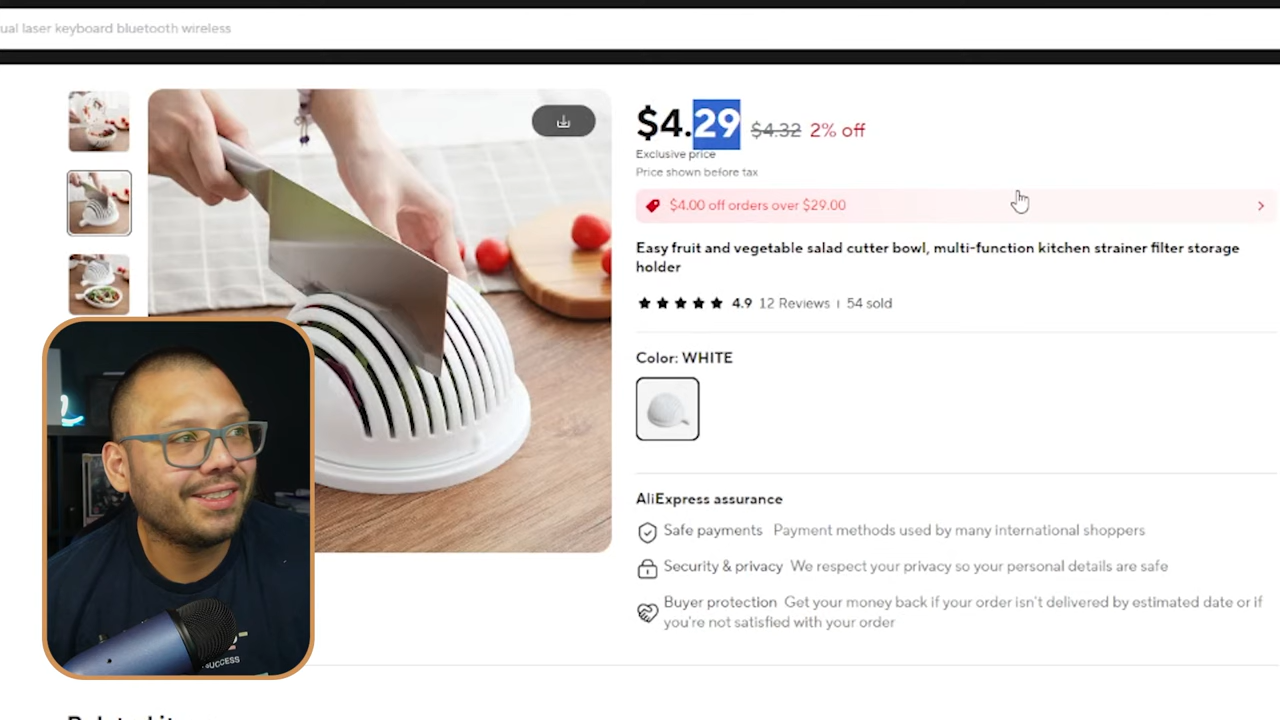 ual laser keyboard bluetooth wireless
$4.29 $4.32 2% off
Exclusive price
Price shown before tax
$4.00 off orders over $29.00
Easy fruit and vegetable salad cutter bowl, multi-function kitchen strainer filter storage
holder
4.9 12 Reviews | 54 sold
Color: WHITE
AliExpress assurance
Safe payments Payment methods used by many international shoppers
Security & privacy We respect your privacy so your personal details are safe
Buyer protection Get your money back if your order isn't delivered by estimated date or if
you're not satisfied with your order
SUCCESS